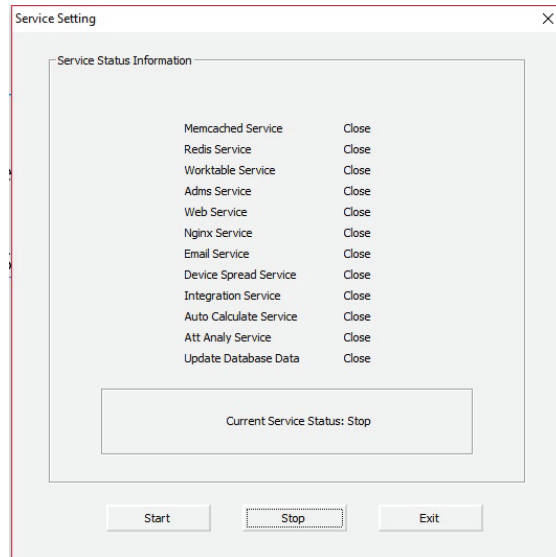 Service Setting
Service Status Information
Memcached Service Close
Redis Service Close
Worktable Service Close
Adms Service Close
Web Service Close
Nginx Service Close
Email Service Close
Device Spread Service Close
Integration Service Close
Auto Calculate Service Close
Att Analy Service Close
Update Database Data Close
Current Service Status: Stop
Start Stop Exit